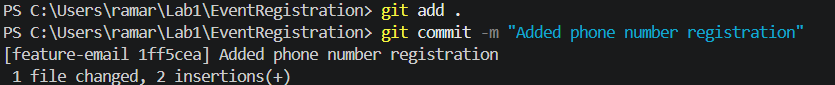 PS C:\Users\ramar\Lab1\EventRegistration> git add .
PS C:\Users\ramar\Lab1\EventRegistration> git commit -m "Added phone number registration"
[feature-email 1ff5cea] Added phone number registration
 1 file changed, 2 insertions(+)